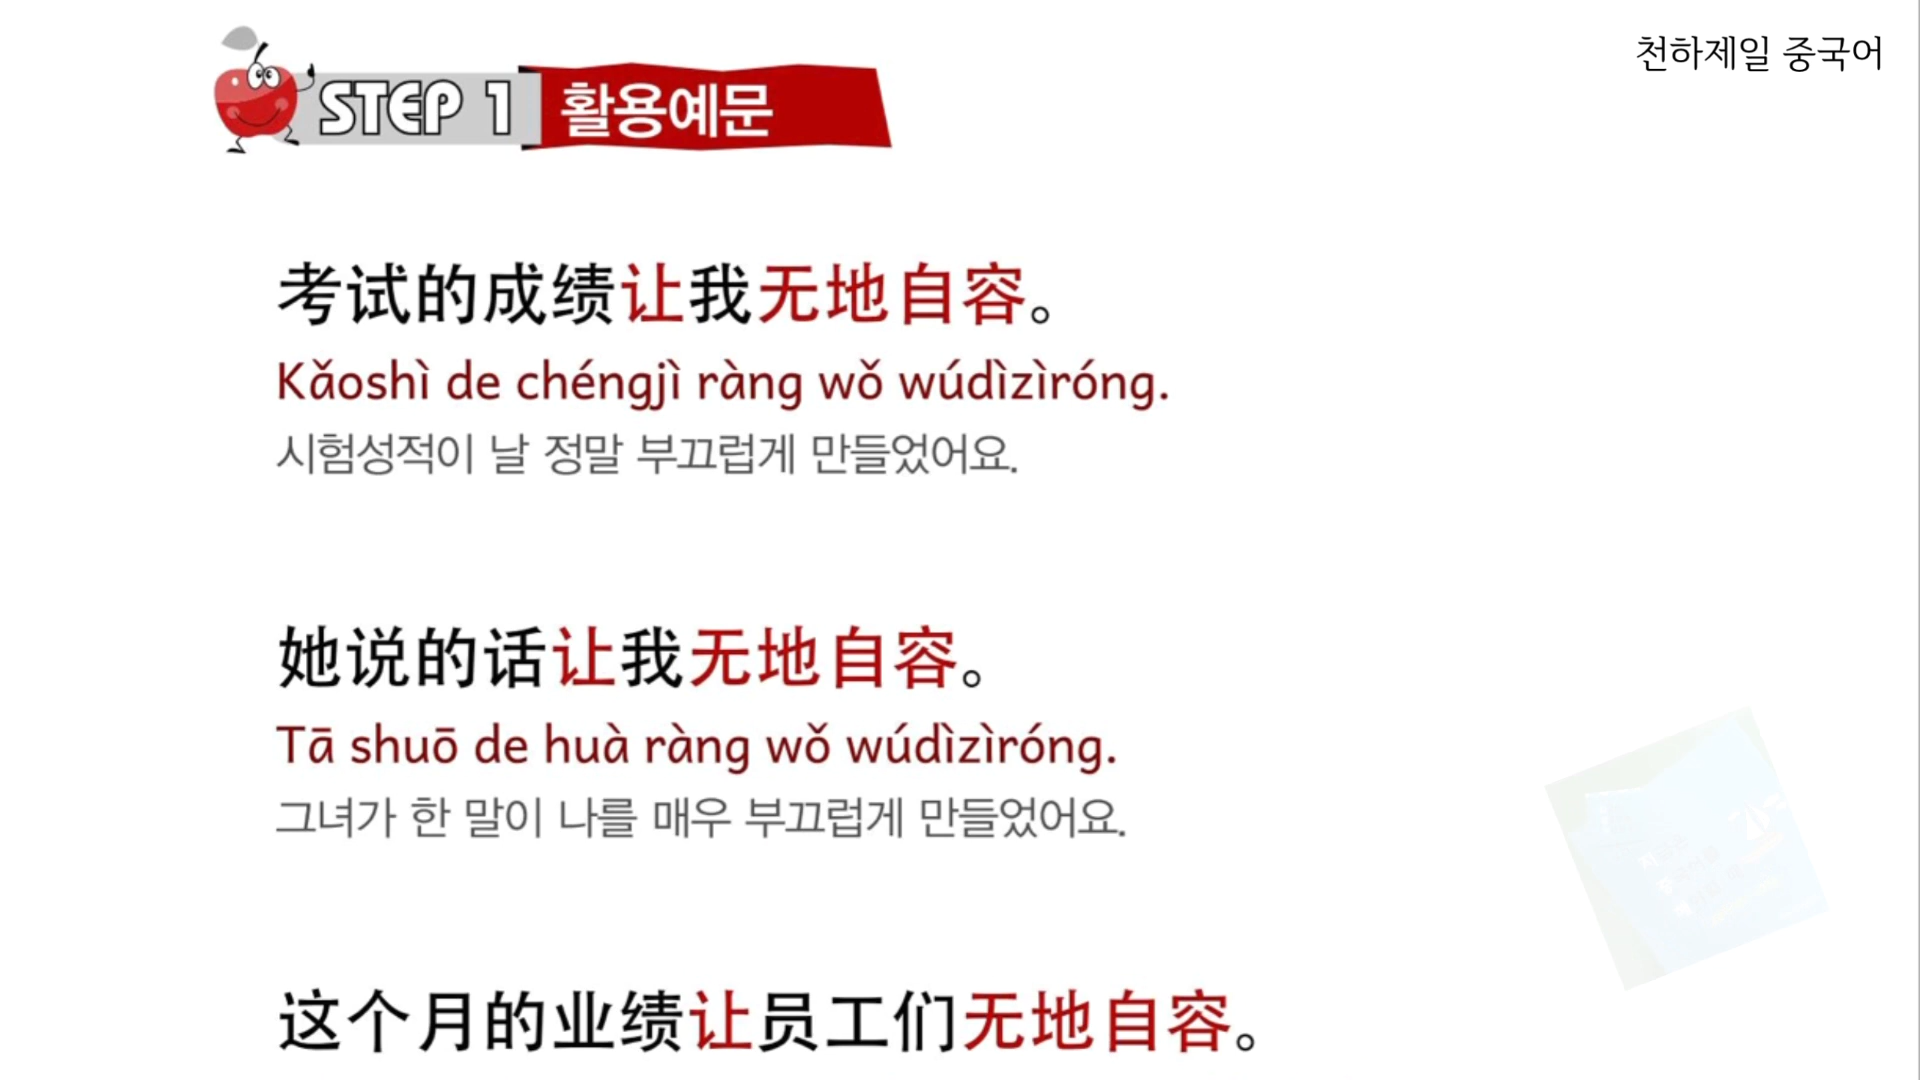 천하제일 중국어
STEP 1 활용예문
考试的成绩让我无地自容。
Kǎoshì de chéngjì ràng wǒ wúdìzìróng.
시험성적이 날 정말 부끄럽게 만들었어요.
她说的话让我无地自容。
Tā shuō de huà ràng wǒ wúdìzìróng.
그녀가 한 말이 나를 매우 부끄럽게 만들었어요.
这个月的业绩让员工们无地自容。